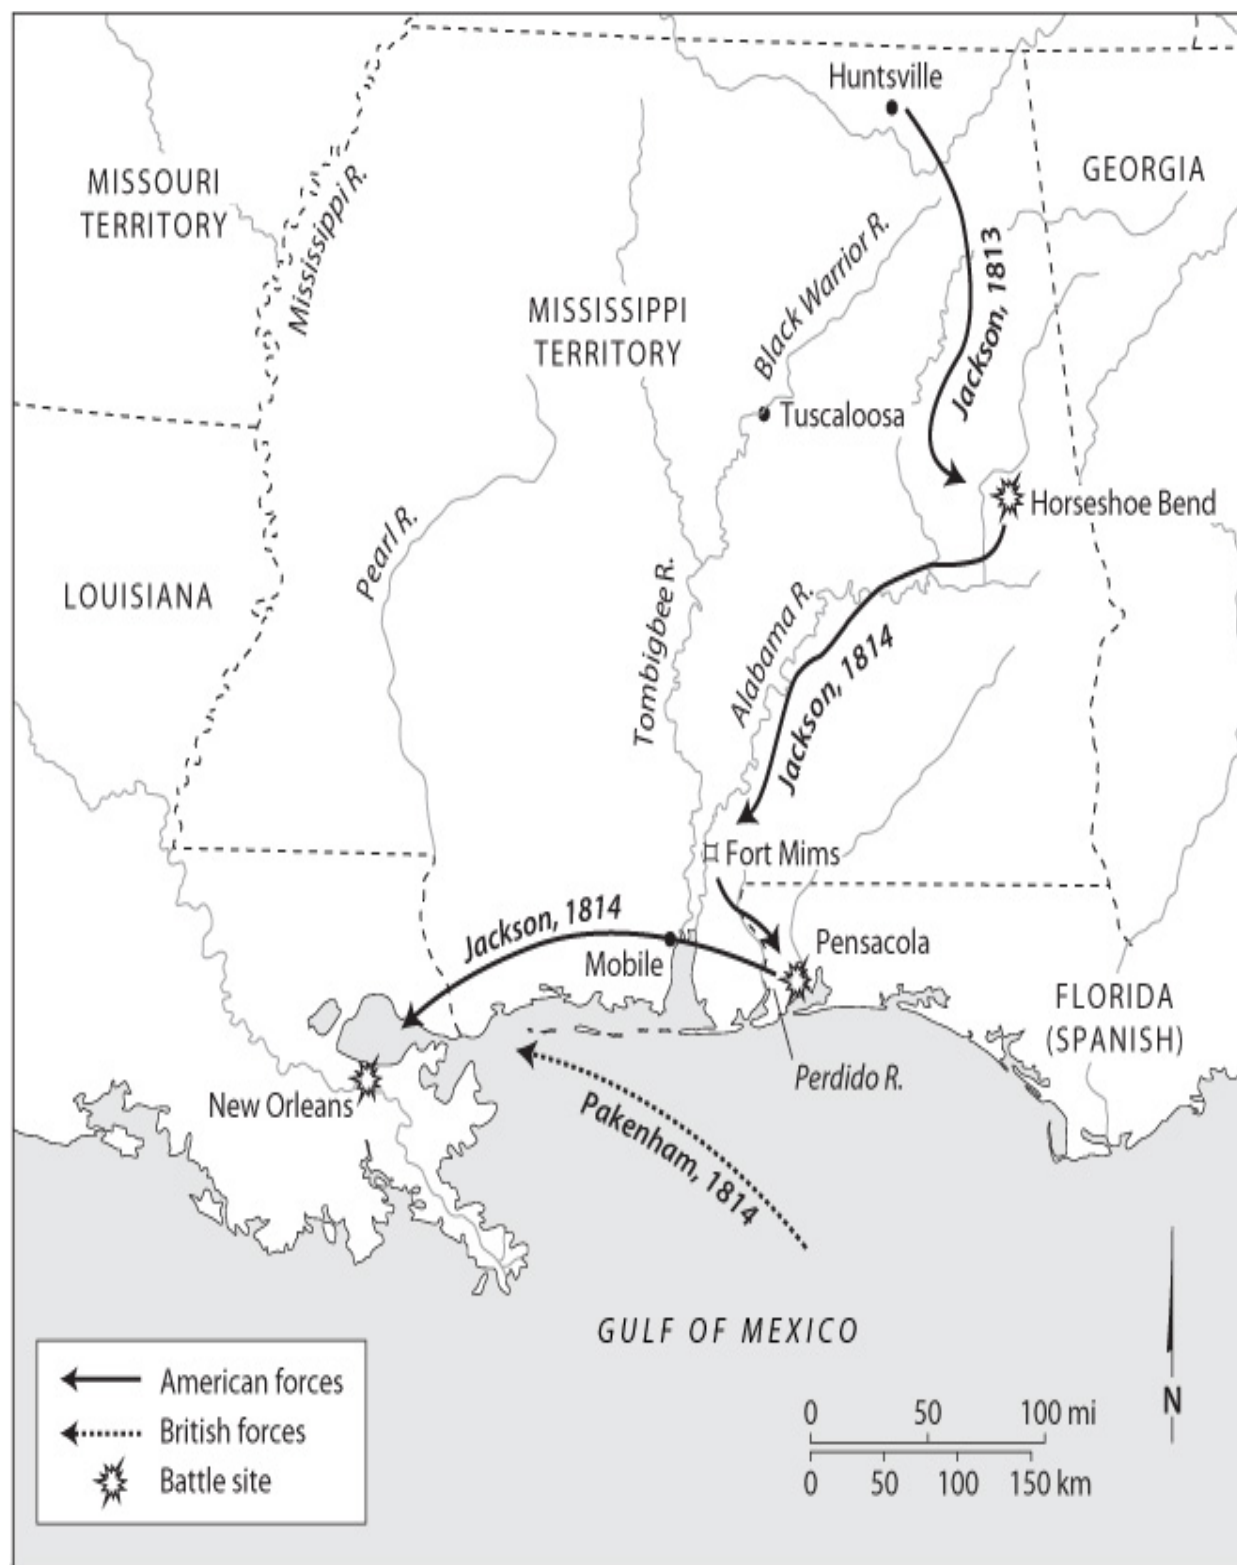 Huntsville
MISSOURI
TERRITORY
Mississippi R.
GEORGIA
Black Warrior R.
Jackson, 1813
MISSISSIPPI
TERRITORY
Tuscaloosa
Horseshoe Bend
Pearl R.
LOUISIANA
Tombigbee R.
Alabama R.
Jackson, 1814
Fort Mims
Jackson, 1814
Mobile
Pensacola
FLORIDA
(SPANISH)
Perdido R.
New Orleans
Pakenham, 1814
GULF OF MEXICO
American forces
British forces
Battle site
0 50 100 mi
0 50 100 150 km
N